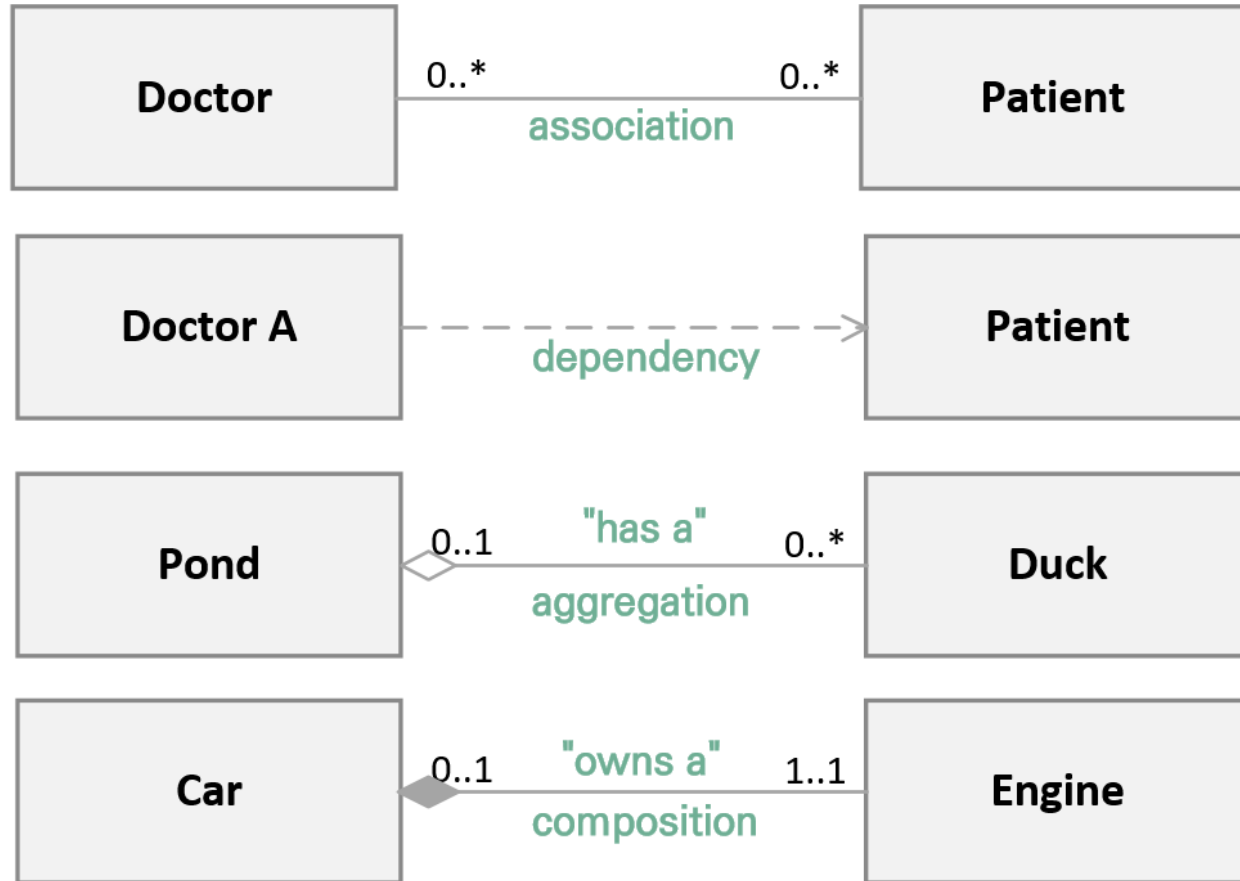 Doctor
0..*
0..*
association
Patient
Doctor A
dependency
Patient
Pond
0..1
"has a"
0..*
aggregation
Duck
Car
0..1
"owns a"
1..1
composition
Engine